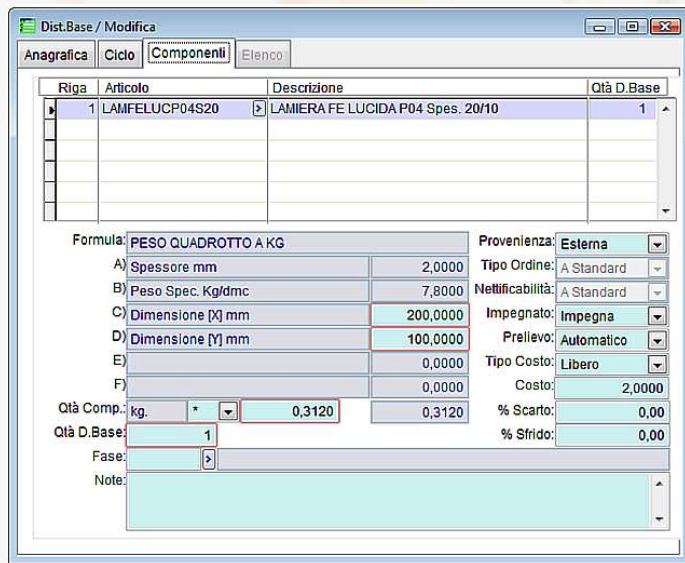 Dist.Base / Modifica
Anagrafica Ciclo Componenti Elenco
Riga Articolo Descrizione Qtà D.Base
1 LAMFELUCP04S20 LAMIERA FE LUCIDA P04 Spes. 20/10 1
Formula: PESO QUADROTTO A KG Provenienza: Esterna
A) Spessore mm 2,0000 Tipo Ordine: A Standard
B) Peso Spec. Kg/dmc 7,8000 Nettificabilità: A Standard
C) Dimensione [X] mm 200,0000 Impegnato: Impegna
D) Dimensione [Y] mm 100,0000 Prelievo: Automatico
E) 0,0000 Tipo Costo: Libero
F) 0,0000 Costo: 2,0000
Qtà Comp.: kg. * 0,3120 0,3120 % Scarto: 0,00
Qtà D.Base: 1 % Sfrido: 0,00
Fase:
Note: